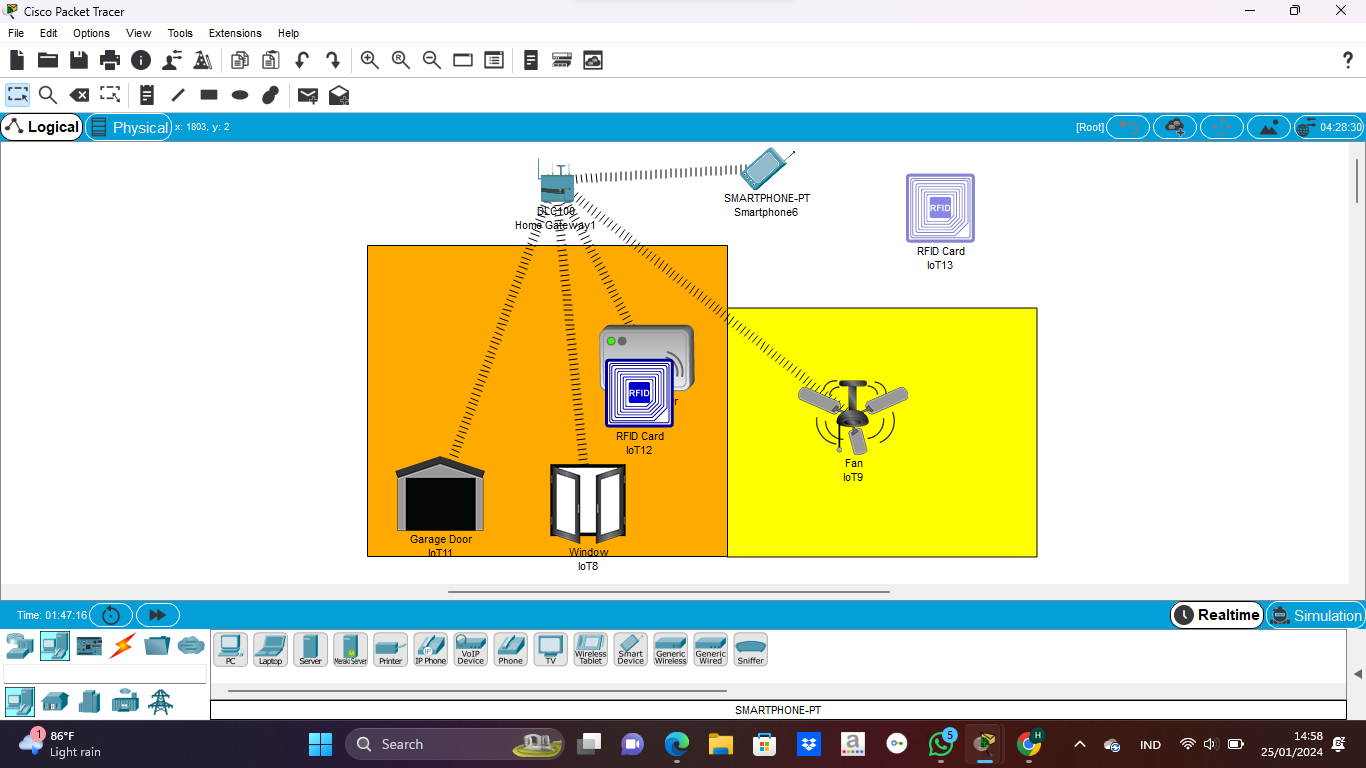 Cisco Packet Tracer
File Edit Options View Tools Extensions Help
Logical Physical x: 1803, y: 2 [Root] 04:28:30
SMARTPHONE-PT
Smartphone6
DLC100
Home Gateway1
RFID
RFID Card
IoT13
RFID
r
RFID Card
IoT12
Fan
IoT9
Garage Door
IoT11
Window
IoT8
Time: 01:47:16 Realtime Simulation
PC Laptop Server Meraki Server Printer IP Phone VoIP Device Phone TV Wireless Tablet Smart Device Generic Wireless Generic Wired Sniffer
SMARTPHONE-PT
1 86°F
Light rain
Search
5
H
IND
14:58
25/01/2024